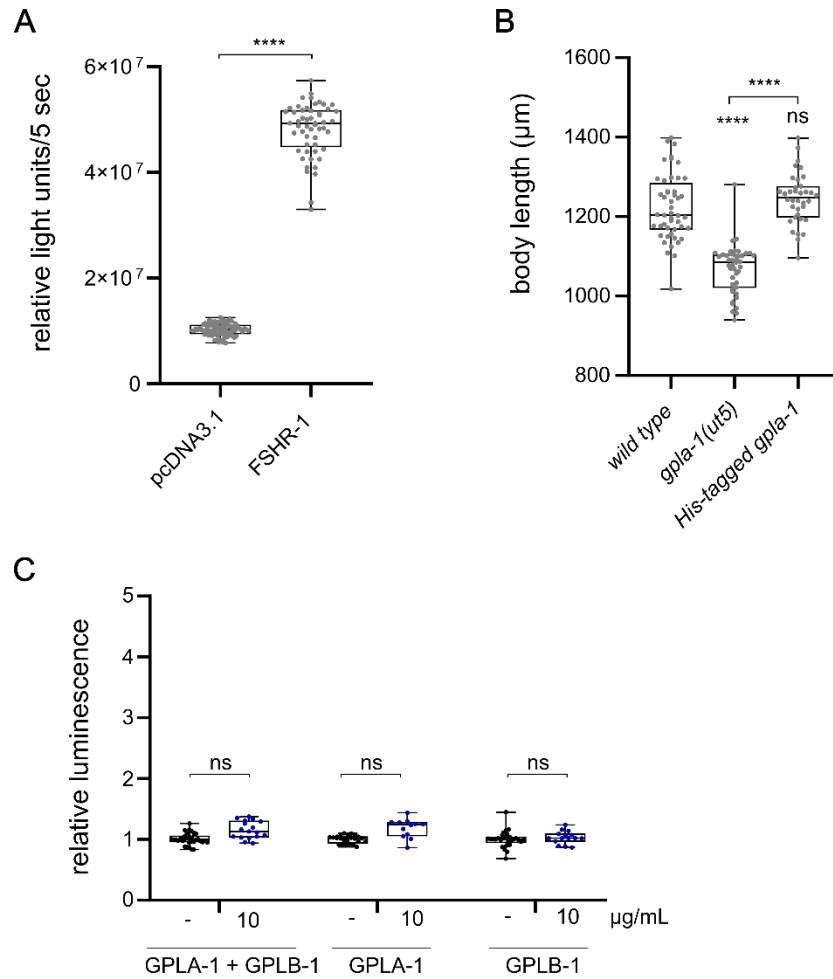 A
relative light units/5 sec
6×10⁷
4×10⁷
2×10⁷
0
****
pcDNA3.1
FSHR-1
B
body length (µm)
1600
1400
1200
1000
800
****
****
ns
wild type
gpla-1(ut5)
His-tagged gpla-1
C
relative luminescence
5
4
3
2
1
0
ns
ns
ns
- 10 - 10 - 10 µg/mL
GPLA-1 + GPLB-1 GPLA-1 GPLB-1